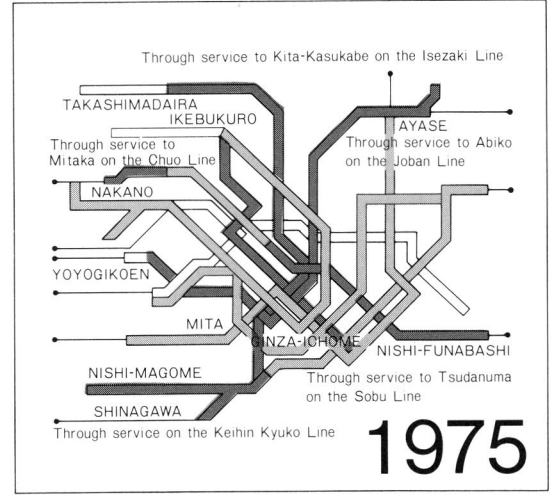 Through service to Kita-Kasukabe on the Isezaki Line
TAKASHIMADAIRA
IKEBUKURO
AYASE
Through service to
Mitaka on the Chuo Line
Through service to Abiko
on the Joban Line
NAKANO
YOYOGIKOEN
MITA
GINZA-ICHOME
NISHI-FUNABASHI
NISHI-MAGOME
Through service to Tsudanuma
on the Sobu Line
SHINAGAWA
Through service on the Keihin Kyuko Line
1975